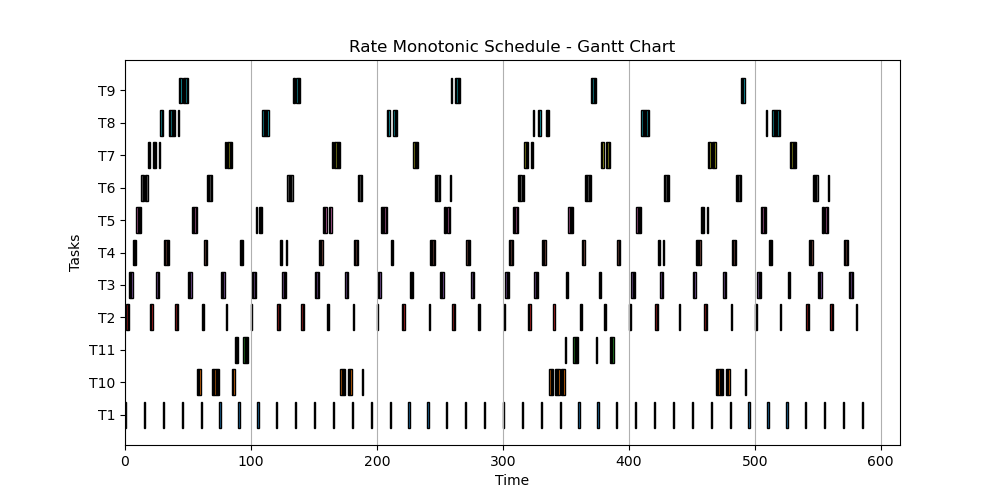 Rate Monotonic Schedule - Gantt Chart
T9
T8
T7
T6
T5
T4
T3
T2
T11
T10
T1
Tasks
0 100 200 300 400 500 600
Time